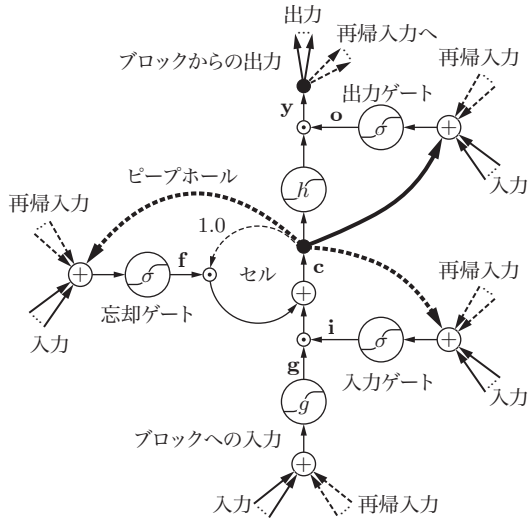 出力
ブロックからの出力
再帰入力へ
再帰入力
y
出力ゲート
o
σ
+
入力
h
ピープホール
再帰入力
1.0
c
セル
f
σ
+
忘却ゲート
入力
+
再帰入力
i
σ
+
入力ゲート
入力
g
g
ブロックへの入力
+
入力
再帰入力